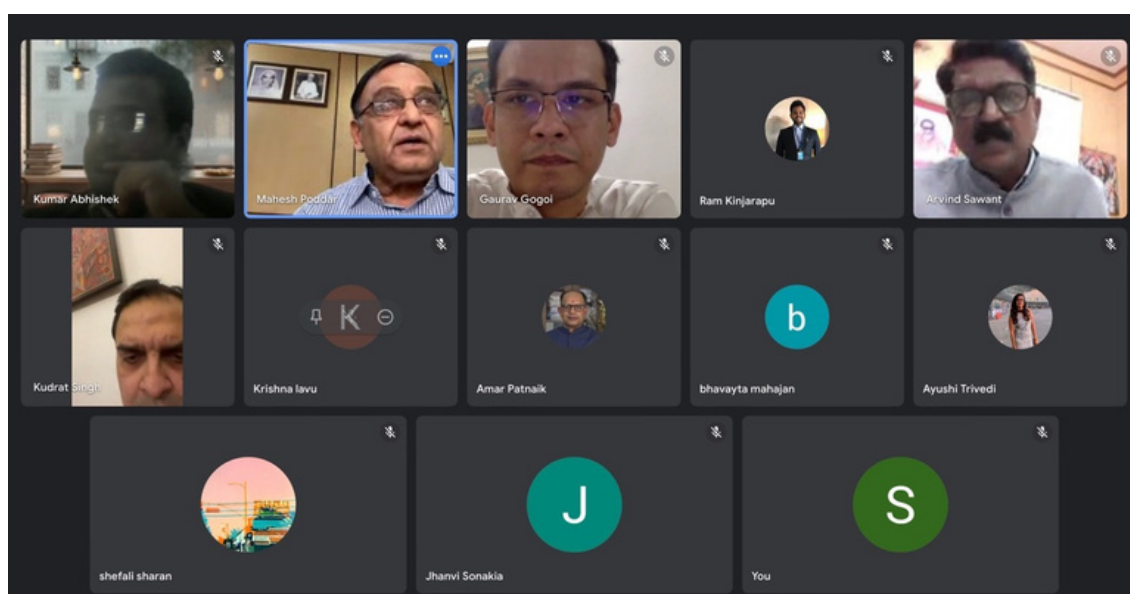 Kumar Abhishek
Mahesh Poddar
Gaurav Gogoi
Ram Kinjarapu
Arvind Sawant
Kudrat Singh
K
Krishna lavu
Amar Patnaik
b
bhavayta mahajan
Ayushi Trivedi
shefali sharan
J
Jhanvi Sonakia
S
You